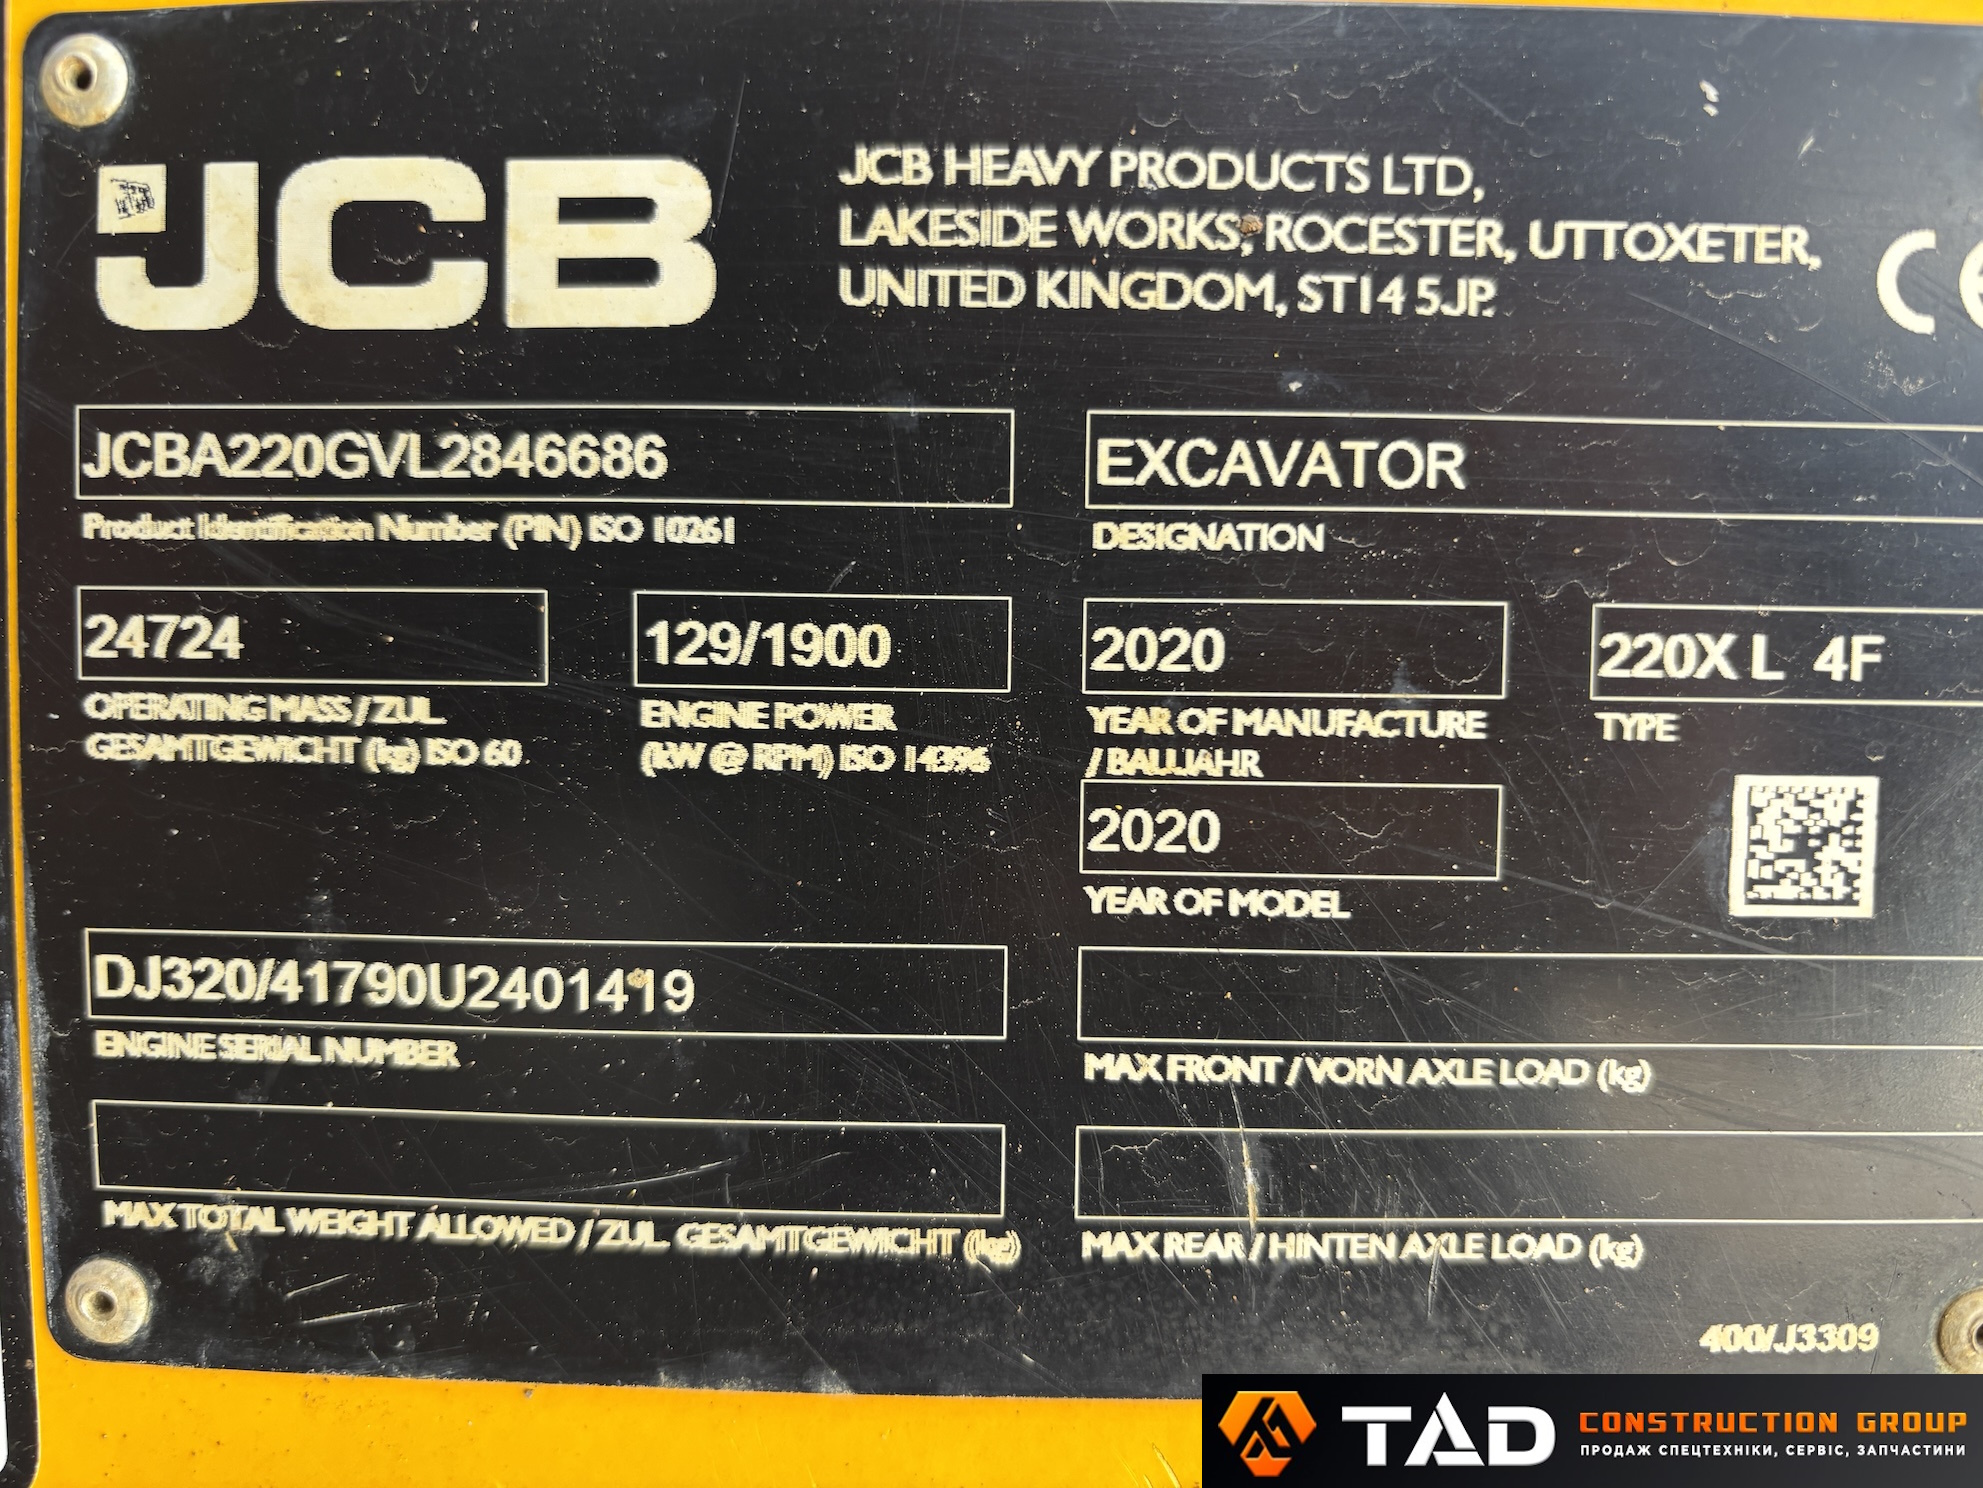 JCB
JCB HEAVY PRODUCTS LTD,
LAKESIDE WORKS, ROCESTER, UTTOXETER,
UNITED KINGDOM, ST14 5JP.
CE
JCBA220GVL2846686
Product Identification Number (PIN) ISO 10261
EXCAVATOR
DESIGNATION
24724
OPERATING MASS / ZUL.
GESAMTGEWICHT (kg) ISO 60
129/1900
ENGINE POWER
(kW @ RPM) ISO 14396
2020
YEAR OF MANUFACTURE
/ BAUJAHR
220X L 4F
TYPE
2020
YEAR OF MODEL
DJ320/41790U2401419
ENGINE SERIAL NUMBER
MAX FRONT / VORN AXLE LOAD (kg)
MAX TOTAL WEIGHT ALLOWED / ZUL. GESAMTGEWICHT (kg)
MAX REAR / HINTEN AXLE LOAD (kg)
400/J3309
TAD CONSTRUCTION GROUP
ПРОДАЖ СПЕЦТЕХНІКИ, СЕРВІС, ЗАПЧАСТИНИ